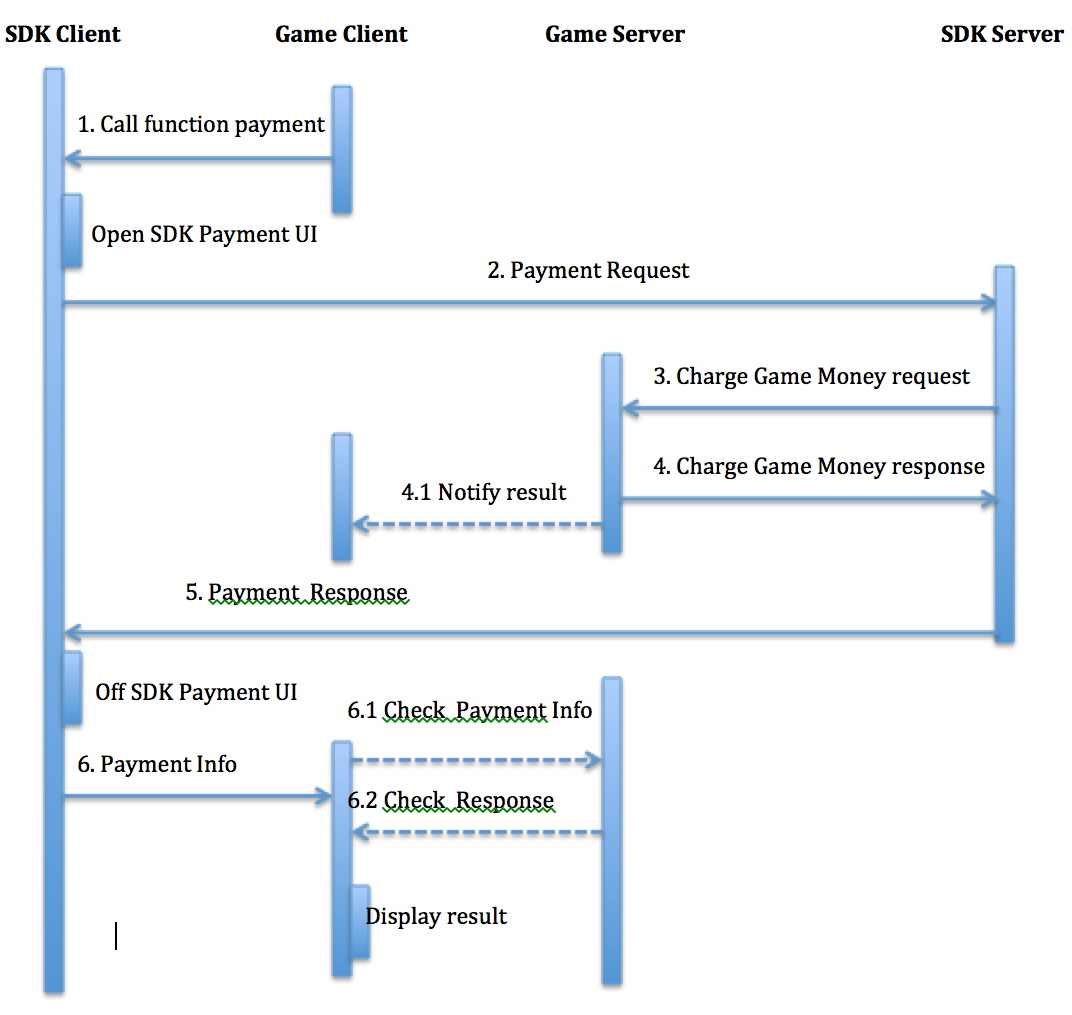 SDK Client
Game Client
Game Server
SDK Server
1. Call function payment
Open SDK Payment UI
2. Payment Request
3. Charge Game Money request
4. Charge Game Money response
4.1 Notify result
5. Payment Response
Off SDK Payment UI
6.1 Check Payment Info
6. Payment Info
6.2 Check Response
Display result